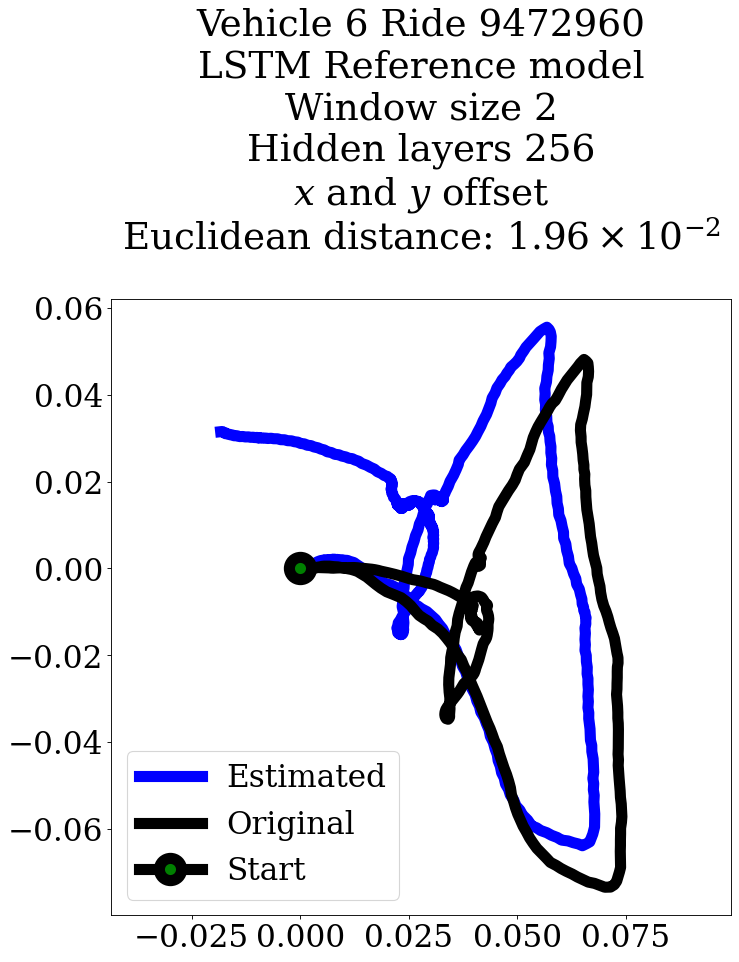 Vehicle 6 Ride 9472960
LSTM Reference model
Window size 2
Hidden layers 256
x and y offset
Euclidean distance: 1.96 × 10⁻²
0.06
0.04
0.02
0.00
−0.02
−0.04
−0.06
Estimated
Original
Start
−0.025 0.000 0.025 0.050 0.075